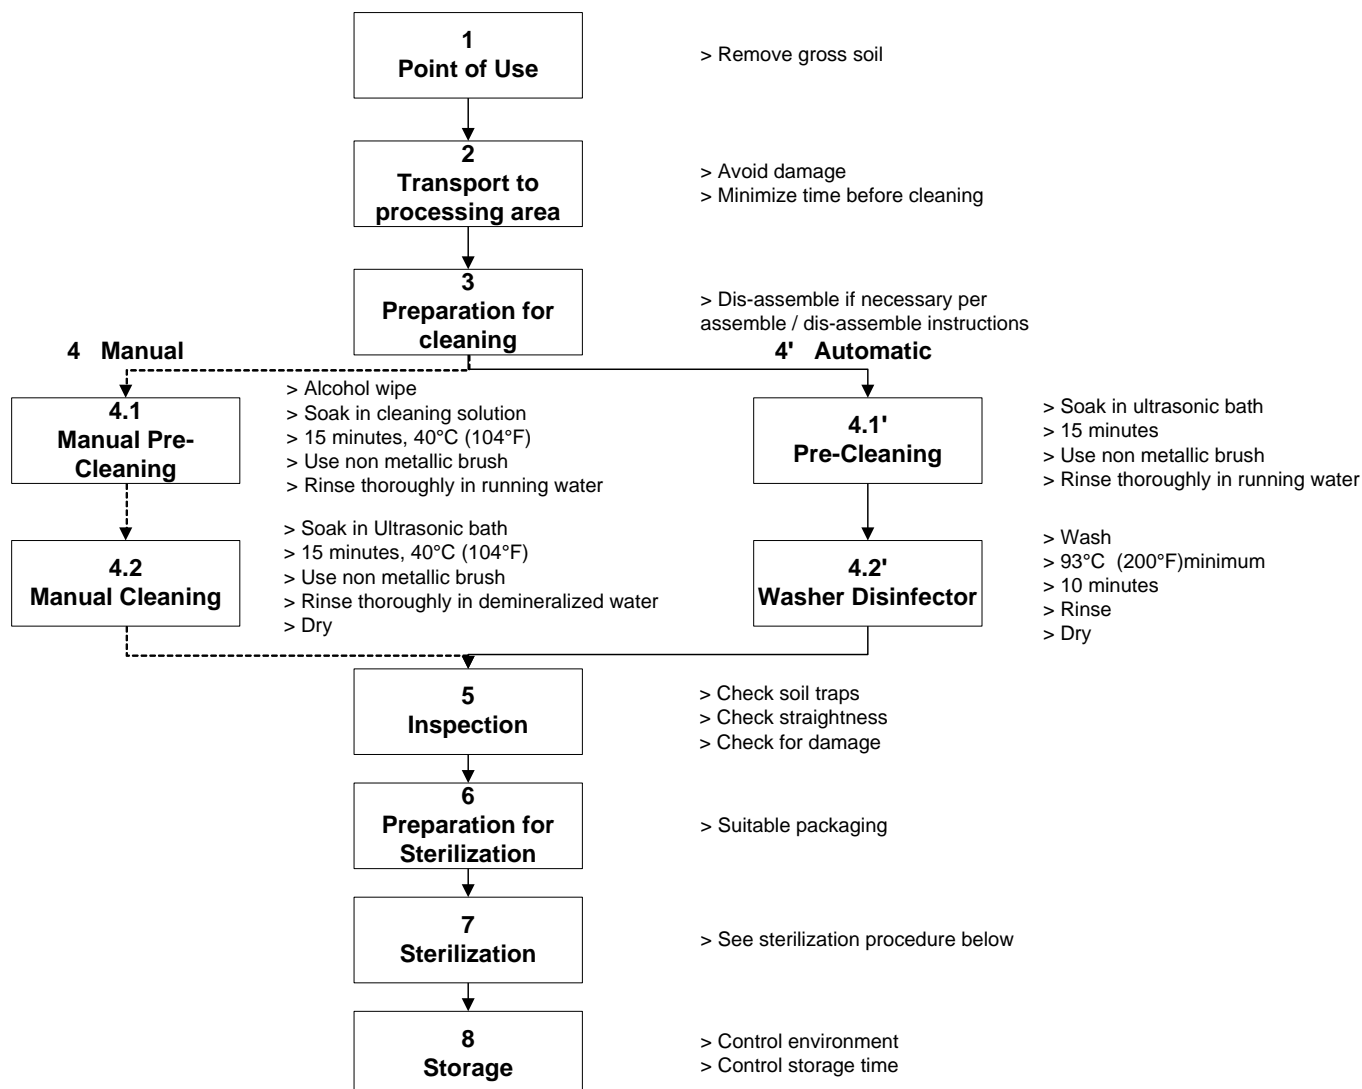 1
Point of Use
> Remove gross soil
2
Transport to
processing area
> Avoid damage
> Minimize time before cleaning
3
Preparation for
cleaning
> Dis-assemble if necessary per
assemble / dis-assemble instructions
4 Manual
4' Automatic
4.1
Manual Pre-
Cleaning
> Alcohol wipe
> Soak in cleaning solution
> 15 minutes, 40°C (104°F)
> Use non metallic brush
> Rinse thoroughly in running water
4.1'
Pre-Cleaning
> Soak in ultrasonic bath
> 15 minutes
> Use non metallic brush
> Rinse thoroughly in running water
4.2
Manual Cleaning
> Soak in Ultrasonic bath
> 15 minutes, 40°C (104°F)
> Use non metallic brush
> Rinse thoroughly in demineralized water
> Dry
4.2'
Washer Disinfector
> Wash
> 93°C (200°F)minimum
> 10 minutes
> Rinse
> Dry
5
Inspection
> Check soil traps
> Check straightness
> Check for damage
6
Preparation for
Sterilization
> Suitable packaging
7
Sterilization
> See sterilization procedure below
8
Storage
> Control environment
> Control storage time